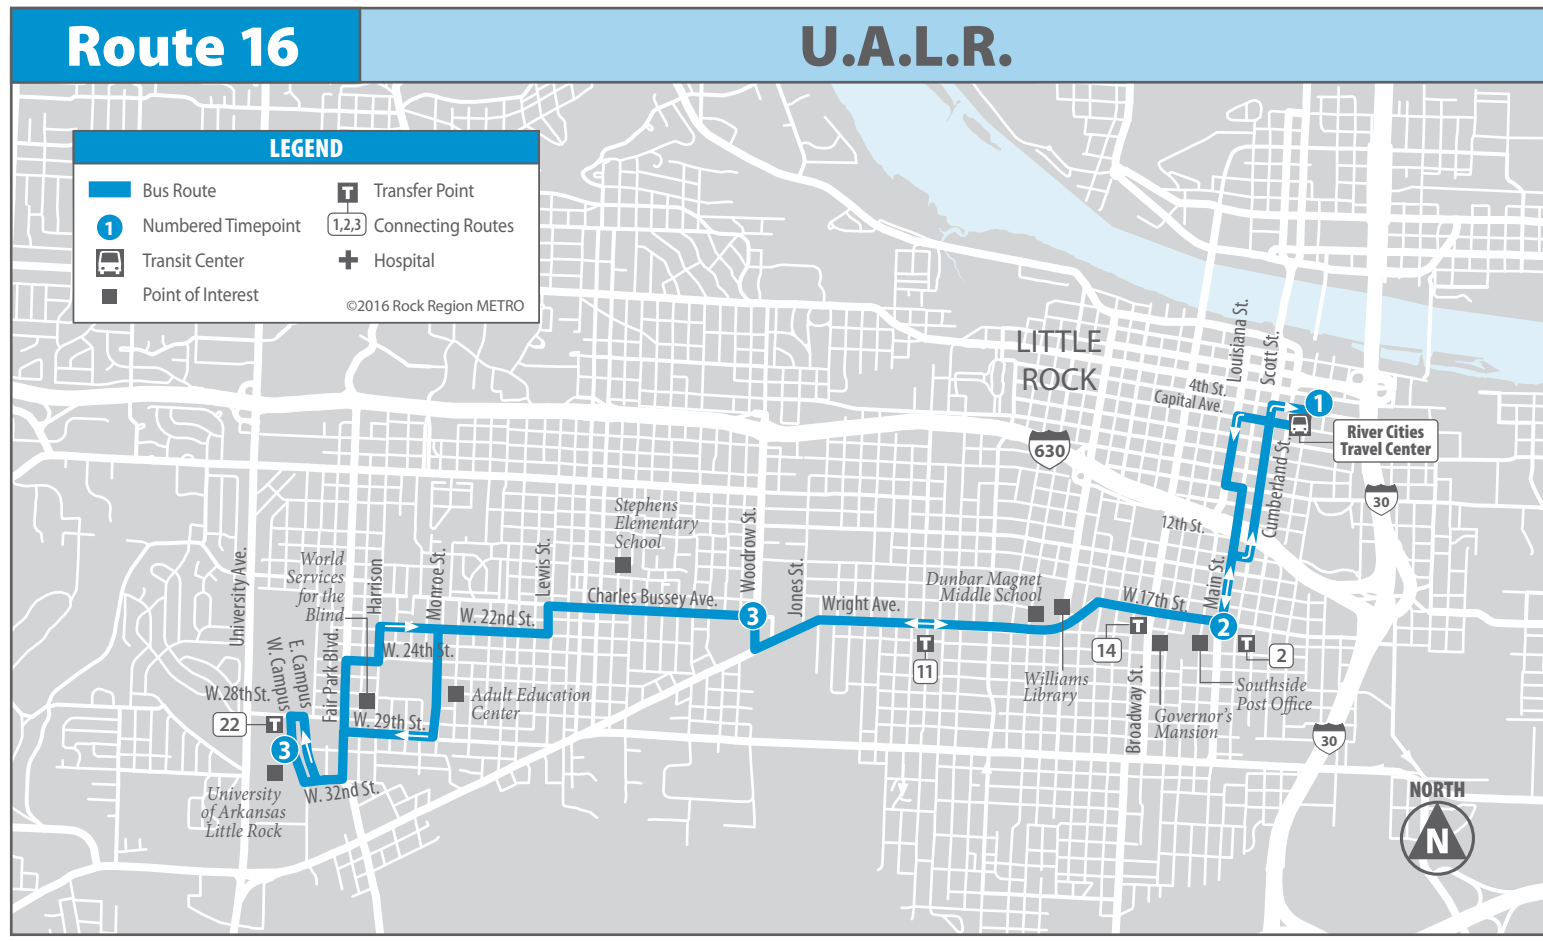 Route 16
U.A.L.R.
LEGEND
Bus Route
T
Transfer Point
1
Numbered Timepoint
1,2,3
Connecting Routes
Transit Center
Hospital
Point of Interest
©2016 Rock Region METRO
LITTLE
ROCK
Louisiana St.
Scott St.
4th St.
Capital Ave.
1
River Cities
Travel Center
630
30
Cumberland St.
12th St.
Main St.
Stephens
Elementary
School
Woodrow St.
Lewis St.
Jones St.
Charles Bussey Ave.
3
Wright Ave.
Dunbar Magnet
Middle School
W. 17th St.
2
World
Services
for the
Blind
Harrison
Monroe St.
University Ave.
W. 22nd St.
W. 24th St.
E. Campus
W. Campus
Fair Park Blvd.
W. 28th St.
22
T
3
W. 29th St.
Adult Education
Center
W. 32nd St.
University
of Arkansas
Little Rock
T
11
Williams
Library
14
T
Broadway St.
Governor's
Mansion
T
2
Southside
Post Office
30
NORTH
N